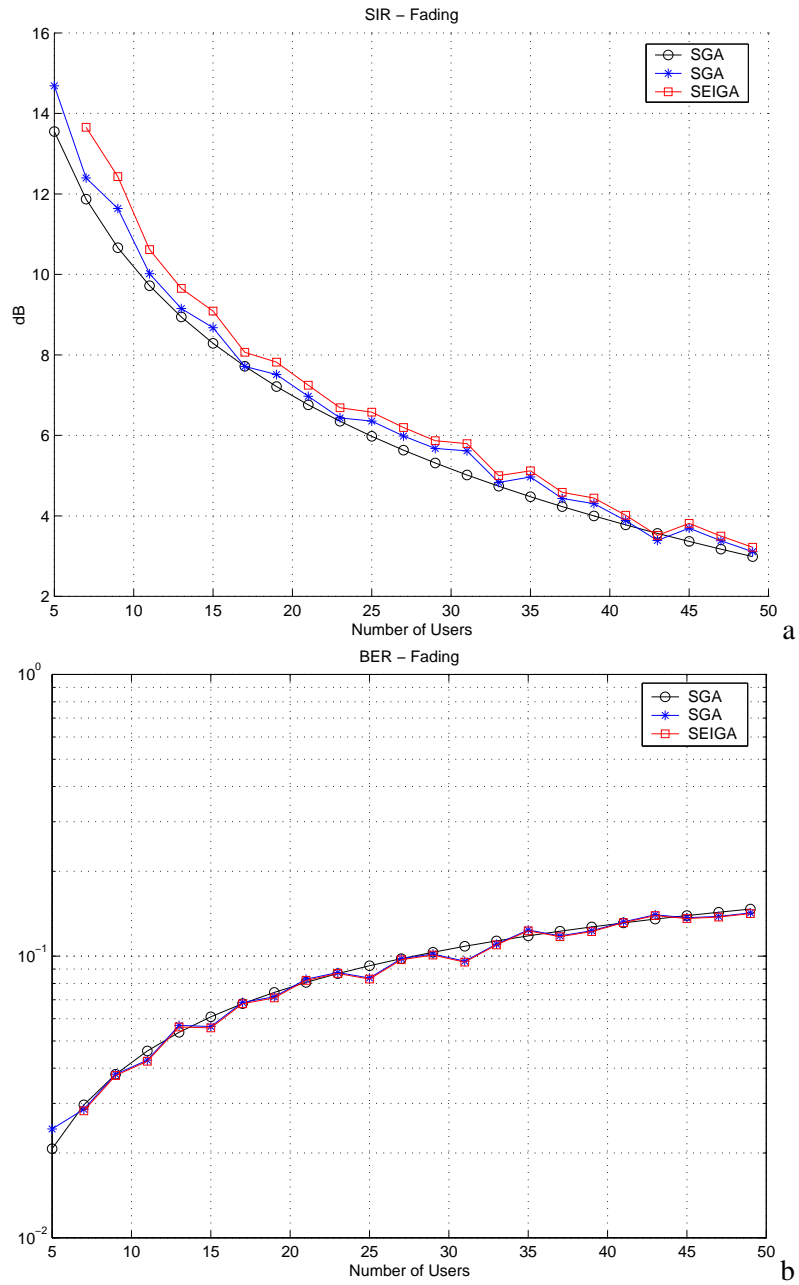 SIR – Fading
16
14
12
10
8
6
4
2
dB
SGA
SGA
SEIGA
5 10 15 20 25 30 35 40 45 50
Number of Users
a
BER – Fading
10^0
10^−1
10^−2
SGA
SGA
SEIGA
5 10 15 20 25 30 35 40 45 50
Number of Users
b